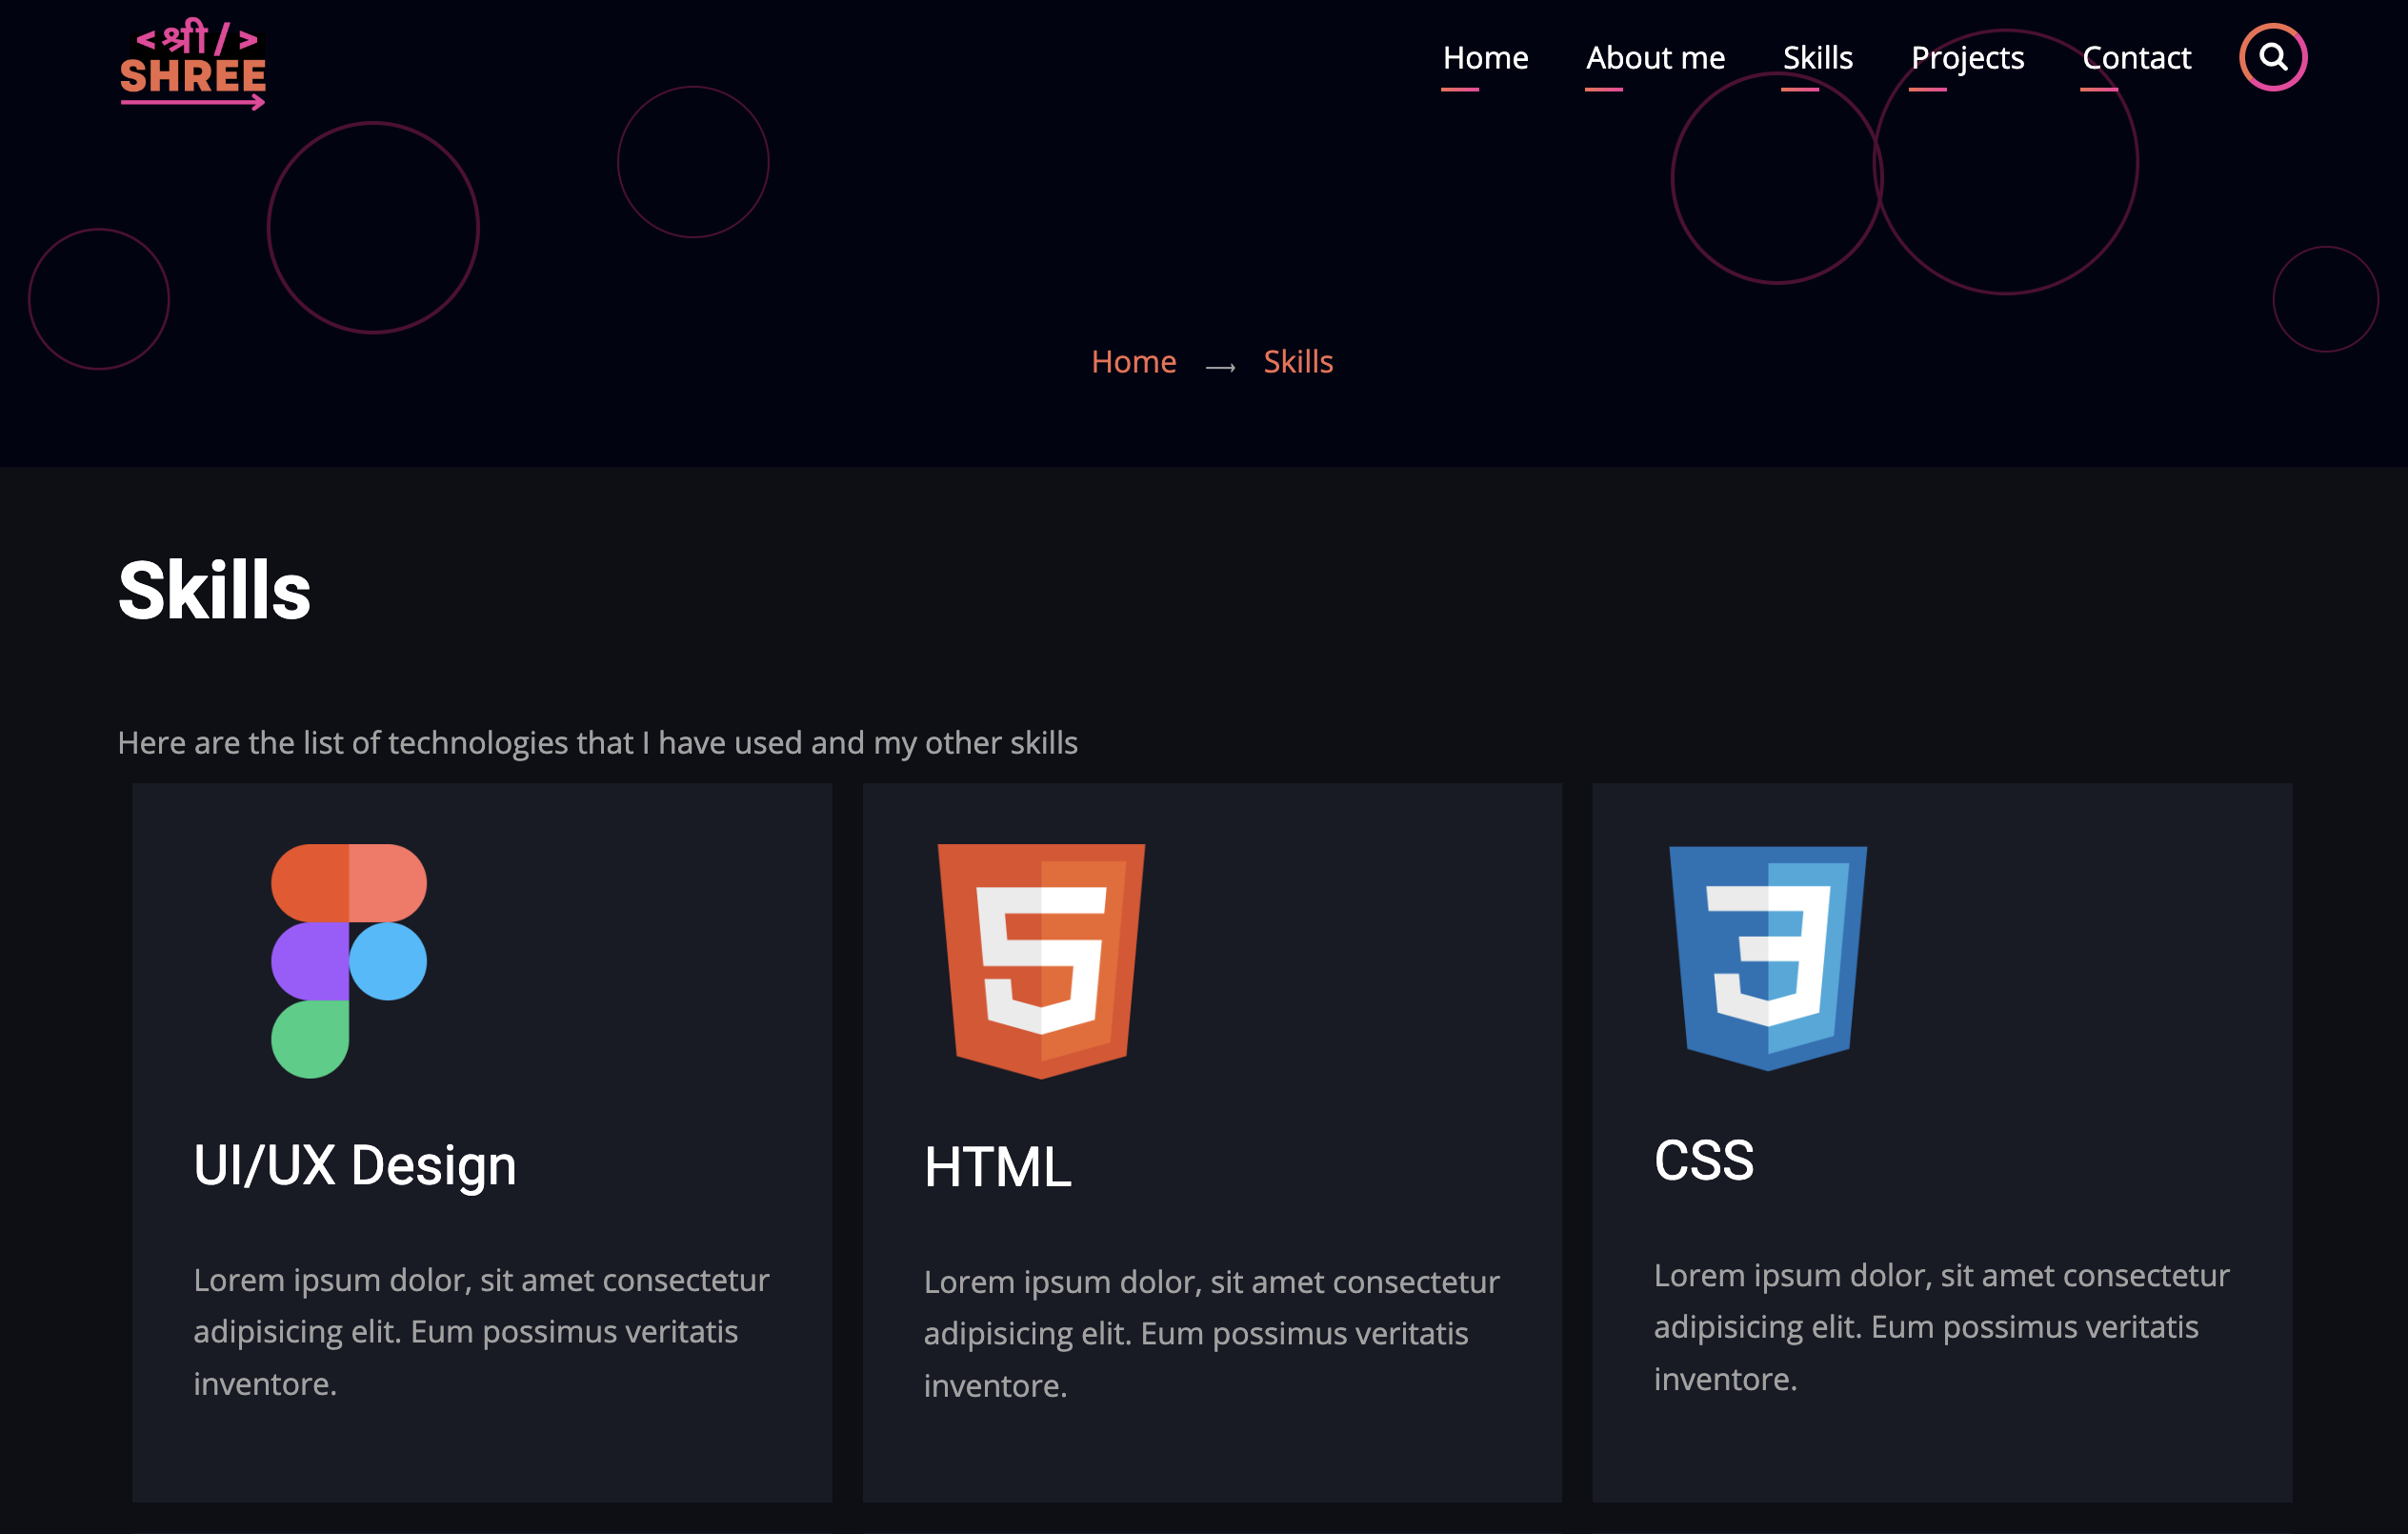 <श्री/>
SHREE
Home About me Skills Projects Contact
Home → Skills
Skills
Here are the list of technologies that I have used and my other skills
5
3
UI/UX Design
HTML
CSS
Lorem ipsum dolor, sit amet consectetur
adipisicing elit. Eum possimus veritatis
inventore.
Lorem ipsum dolor, sit amet consectetur
adipisicing elit. Eum possimus veritatis
inventore.
Lorem ipsum dolor, sit amet consectetur
adipisicing elit. Eum possimus veritatis
inventore.